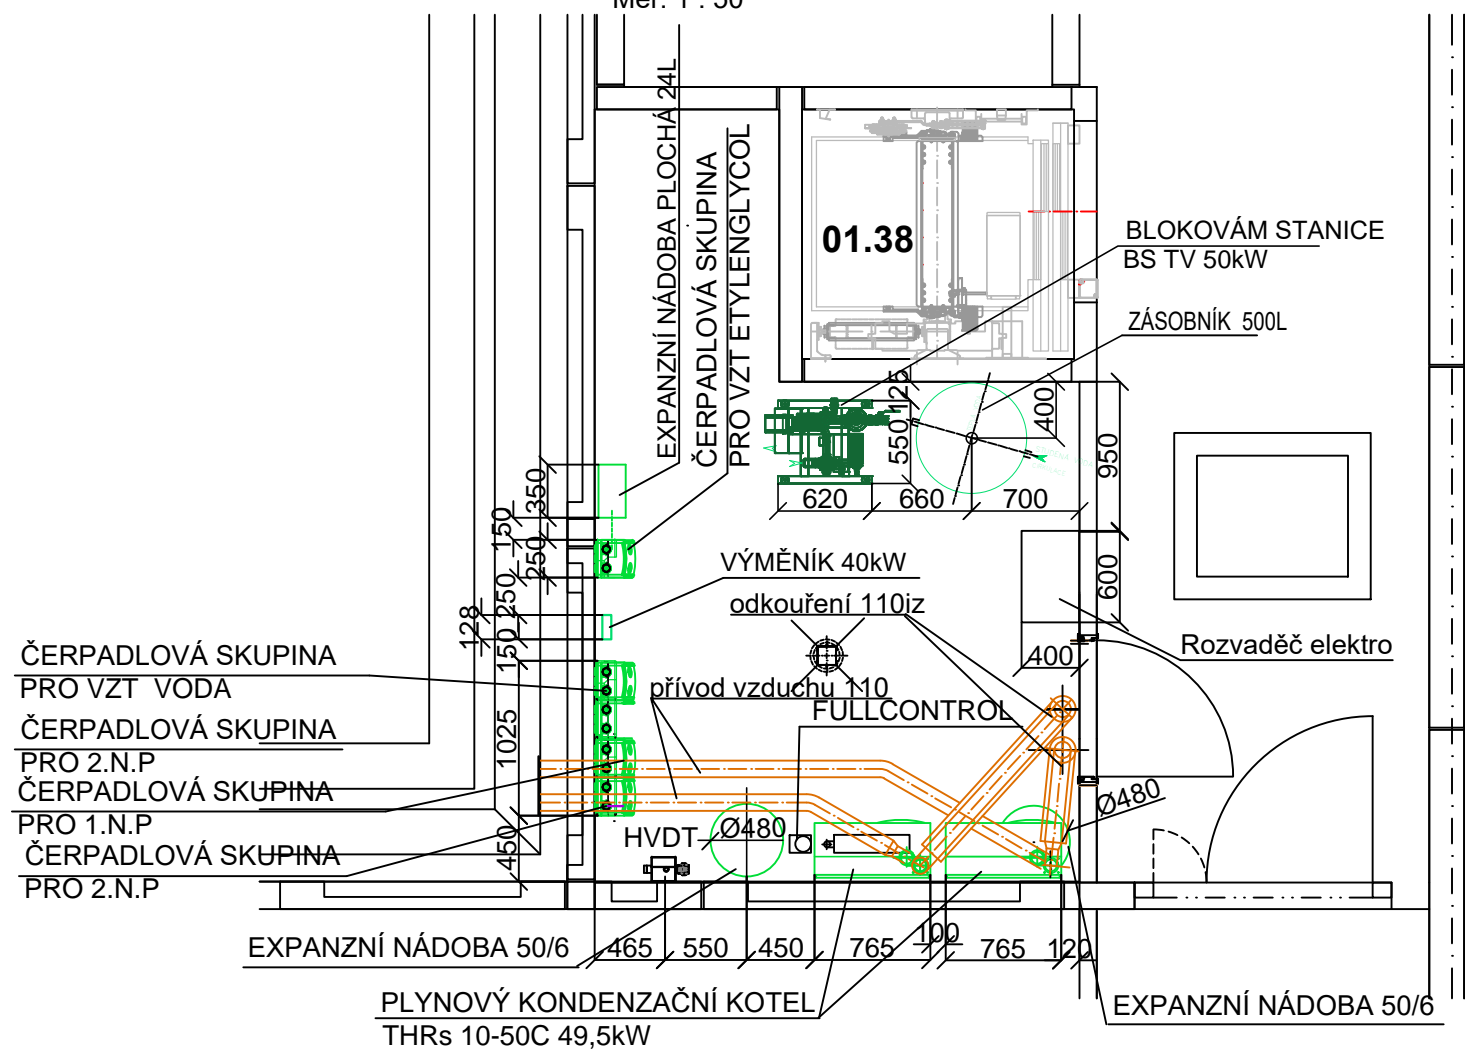 Měř. 1 : 50
EXPANZNÍ NÁDOBA PLOCHÁ 24L
ČERPADLOVÁ SKUPINA
PRO VZT ETYLENGLYCOL
01.38
BLOKOVÁM STANICE
BS TV 50kW
ZÁSOBNÍK 500L
125
550
400
950
620
660
700
350
150
250
250
128
150
1025
450
VÝMĚNÍK 40kW
odkouření 110iz
600
400
Rozvaděč elektro
ČERPADLOVÁ SKUPINA
PRO VZT VODA
přívod vzduchu 110
FULLCONTROL
ČERPADLOVÁ SKUPINA
PRO 2.N.P
ČERPADLOVÁ SKUPINA
PRO 1.N.P
ČERPADLOVÁ SKUPINA
PRO 2.N.P
HVDT
Ø480
Ø480
EXPANZNÍ NÁDOBA 50/6
465
550
450
765
100
765
120
PLYNOVÝ KONDENZAČNÍ KOTEL
THRs 10-50C 49,5kW
EXPANZNÍ NÁDOBA 50/6